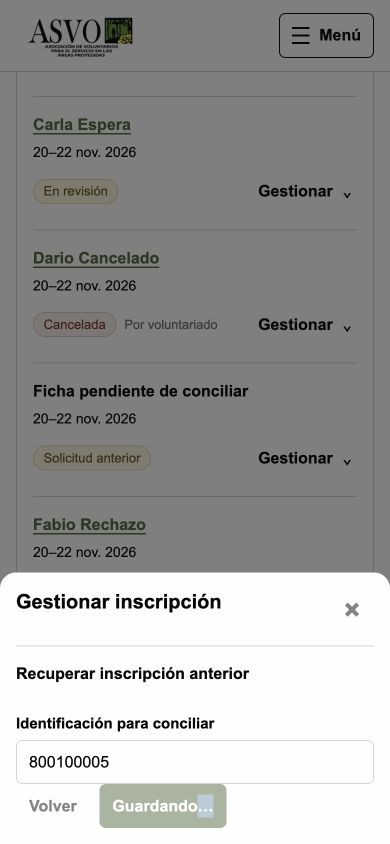 ASVO
ASOCIACIÓN DE VOLUNTARIOS
PARA EL SERVICIO EN LAS
ÁREAS PROTEGIDAS
Menú
Carla Espera
20–22 nov. 2026
En revisión
Gestionar
Dario Cancelado
20–22 nov. 2026
Cancelada
Por voluntariado
Gestionar
Ficha pendiente de conciliar
20–22 nov. 2026
Solicitud anterior
Gestionar
Fabio Rechazo
20–22 nov. 2026
Gestionar inscripción
Recuperar inscripción anterior
Identificación para conciliar
800100005
Volver
Guardando...